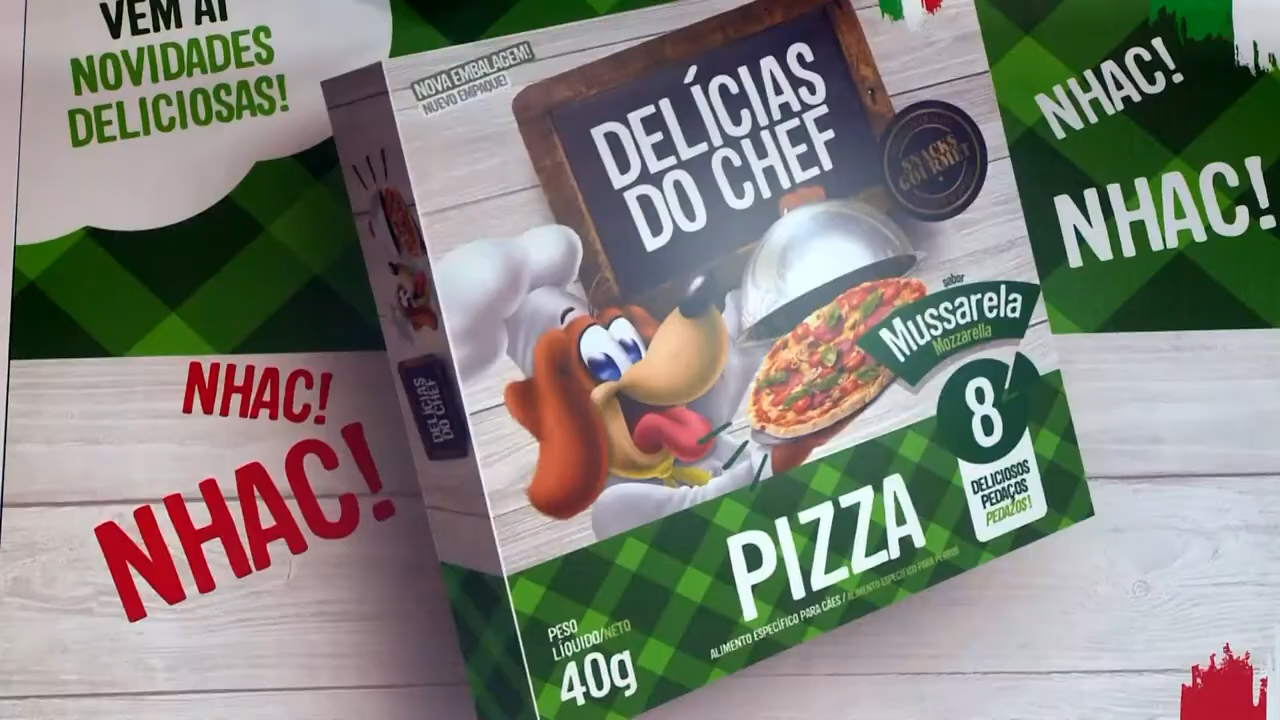 VEM AÍ
NOVIDADES
DELICIOSAS!
NOVA EMBALAGEM!
NUEVO EMPAQUE!
DELÍCIAS
DO CHEF
SNACKS
GOURMET
NHAC!
NHAC!
sabor
Mussarela
Mozzarella
8
DELICIOSOS
PEDAÇOS
PEDAZOS!
DELÍCIAS
DO CHEF
NHAC!
NHAC!
PIZZA
ALIMENTO ESPECÍFICO PARA CÃES / ALIMENTO ESPECÍFICO PARA PERROS
PESO
LÍQUIDO/NETO
40g